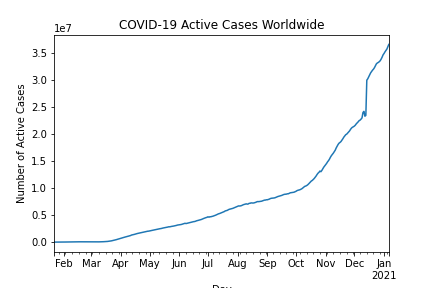 COVID-19 Active Cases Worldwide
1e7
3.5
3.0
2.5
2.0
1.5
1.0
0.5
0.0
Number of Active Cases
Feb Mar Apr May Jun Jul Aug Sep Oct Nov Dec Jan
2021